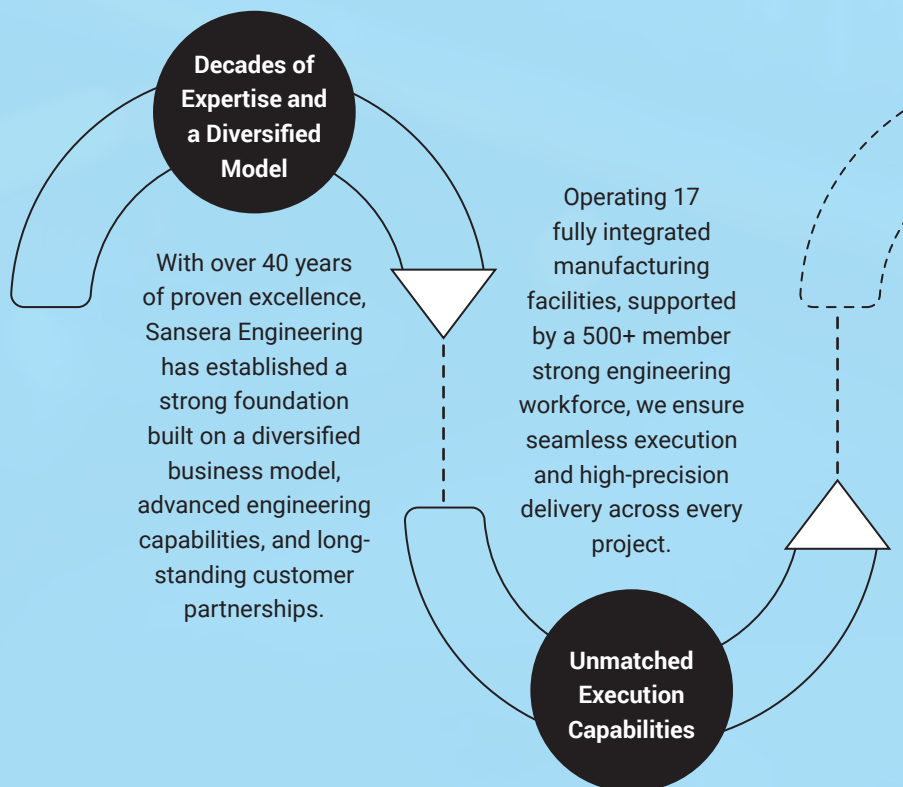 Decades of
Expertise and
a Diversified
Model
With over 40 years
of proven excellence,
Sansera Engineering
has established a
strong foundation
built on a diversified
business model,
advanced engineering
capabilities, and long-
standing customer
partnerships.
Operating 17
fully integrated
manufacturing
facilities, supported
by a 500+ member
strong engineering
workforce, we ensure
seamless execution
and high-precision
delivery across every
project.
Unmatched
Execution
Capabilities